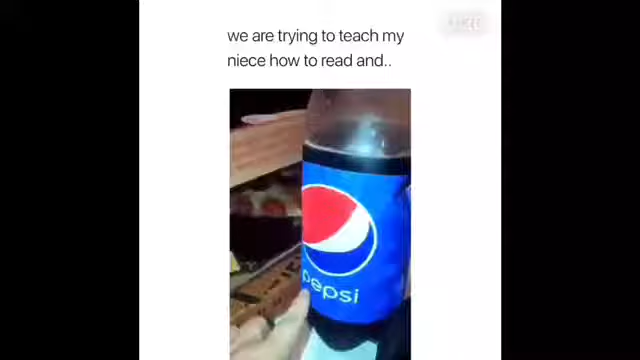 we are trying to teach my
niece how to read and..
pepsi